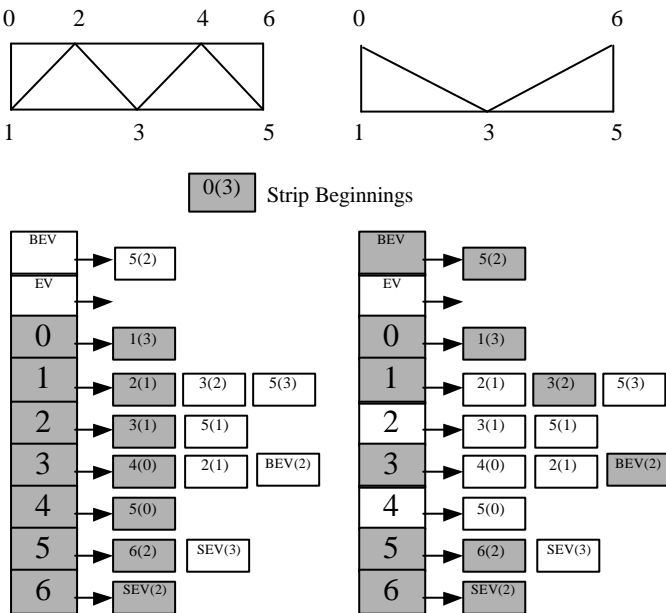 0 2 4 6
0 6
1 3 5
1 3 5
0(3) Strip Beginnings
BEV 5(2)
EV
0 1(3)
1 2(1) 3(2) 5(3)
2 3(1) 5(1)
3 4(0) 2(1) BEV(2)
4 5(0)
5 6(2) SEV(3)
6 SEV(2)
BEV 5(2)
EV
0 1(3)
1 2(1) 3(2) 5(3)
2 3(1) 5(1)
3 4(0) 2(1) BEV(2)
4 5(0)
5 6(2) SEV(3)
6 SEV(2)